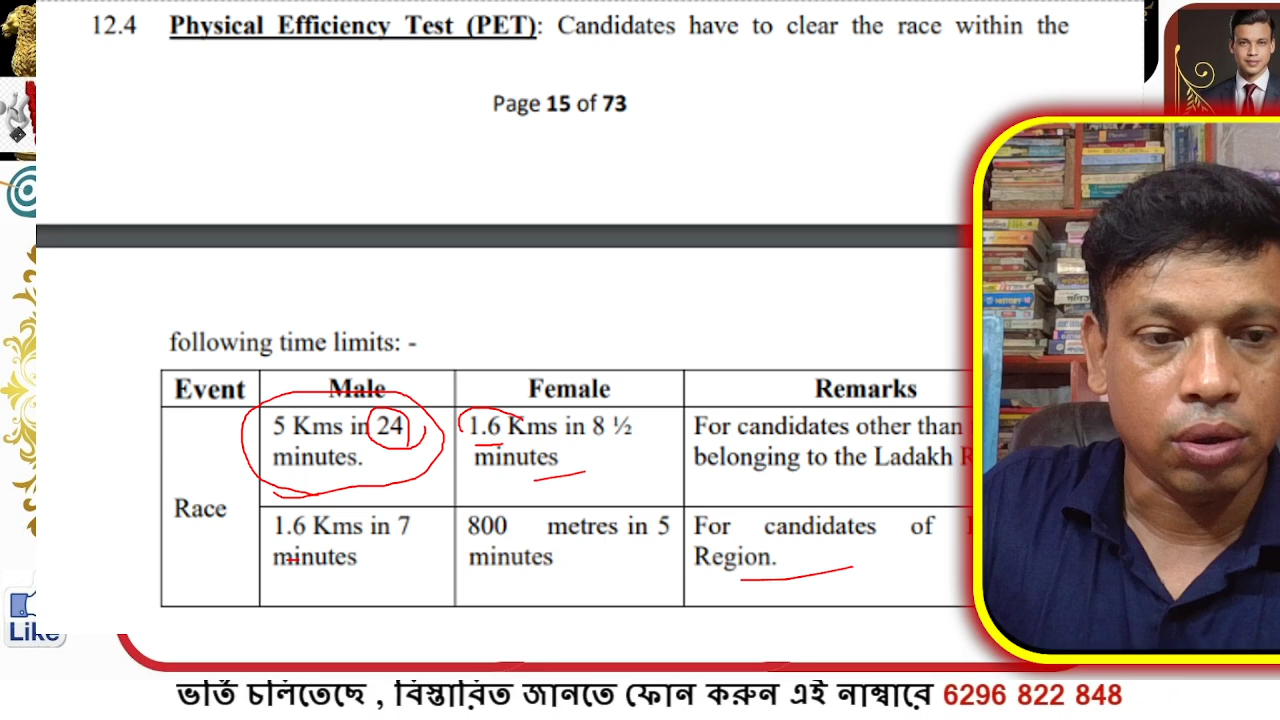 12.4 Physical Efficiency Test (PET): Candidates have to clear the race within the
Page 15 of 73
following time limits: -
Event Male Female Remarks
Race
5 Kms in 24
minutes.
1.6 Kms in 8 ½
minutes
For candidates other than
belonging to the Ladakh
1.6 Kms in 7
minutes
800 metres in 5
minutes
For candidates of
Region.
Like
ভর্তি চলিতেছে , বিস্তারিত জানতে ফোন করুন এই নাম্বারে 6296 822 848